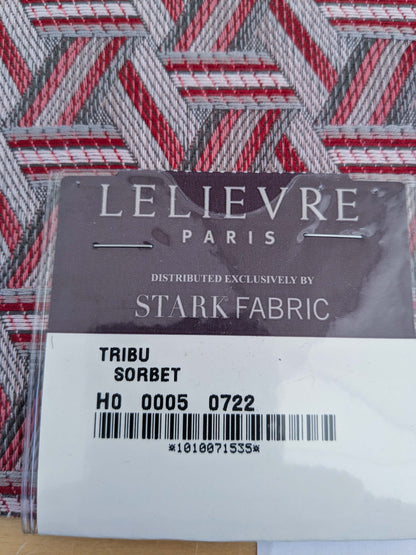 LELIEVRE
PARIS
DISTRIBUTED EXCLUSIVELY BY
STARK FABRIC
TRIBU
SORBET
H0 0005 0722
*1010071535*